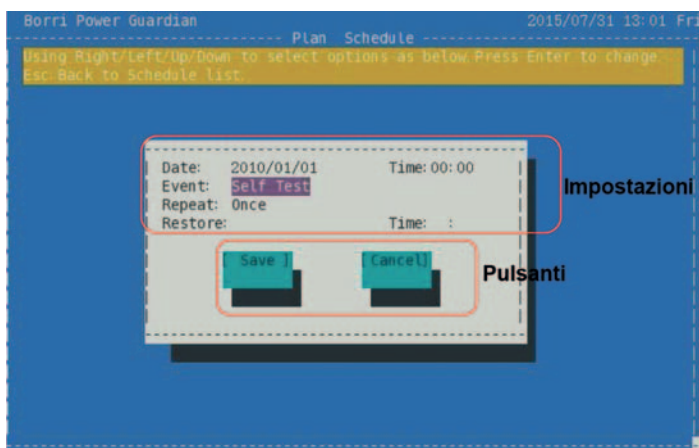 Borri Power Guardian 2015/07/31 13:01 Fri
Plan Schedule
Using Right/Left/Up/Down to select options as below.Press Enter to change.
Esc:Back to Schedule list.
Date: 2010/01/01 Time:00:00
Event: Self Test
Repeat: Once
Restore: Time: :
Impostazioni
[ Save ] [Cancel]
Pulsanti